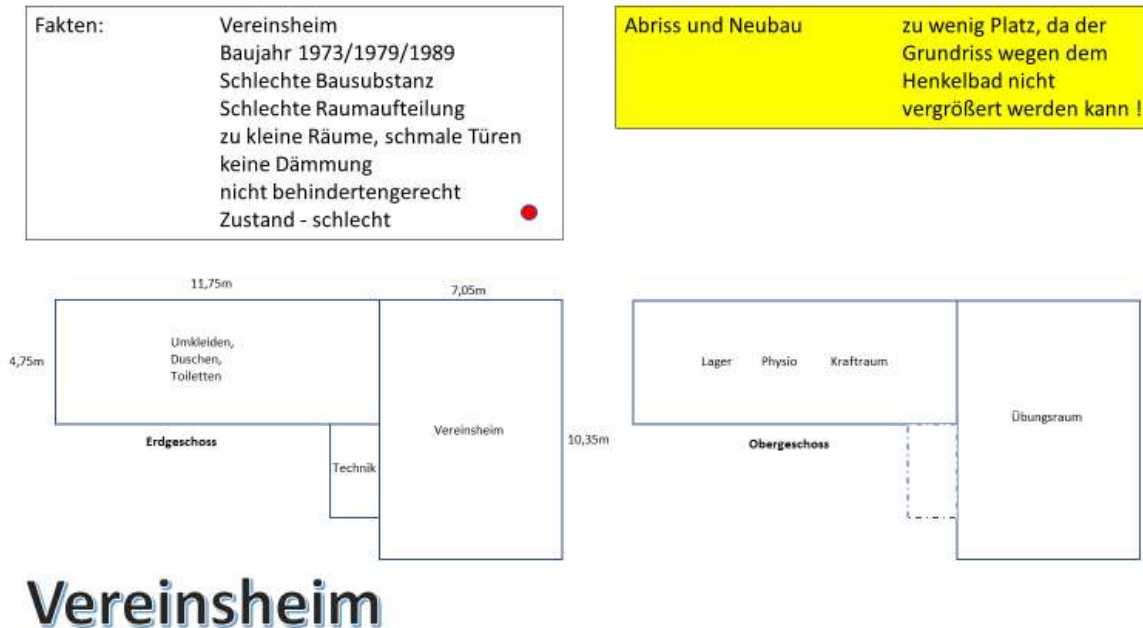 Fakten: Vereinsheim
Baujahr 1973/1979/1989
Schlechte Bausubstanz
Schlechte Raumaufteilung
zu kleine Räume, schmale Türen
keine Dämmung
nicht behindertengerecht
Zustand - schlecht
Abriss und Neubau zu wenig Platz, da der
Grundriss wegen dem
Henkelbad nicht
vergrößert werden kann !
11,75m
7,05m
4,75m
Umkleiden,
Duschen,
Toiletten
Erdgeschoss
Technik
Vereinsheim
10,35m
Lager Physio Kraftraum
Obergeschoss
Übungsraum
Vereinsheim